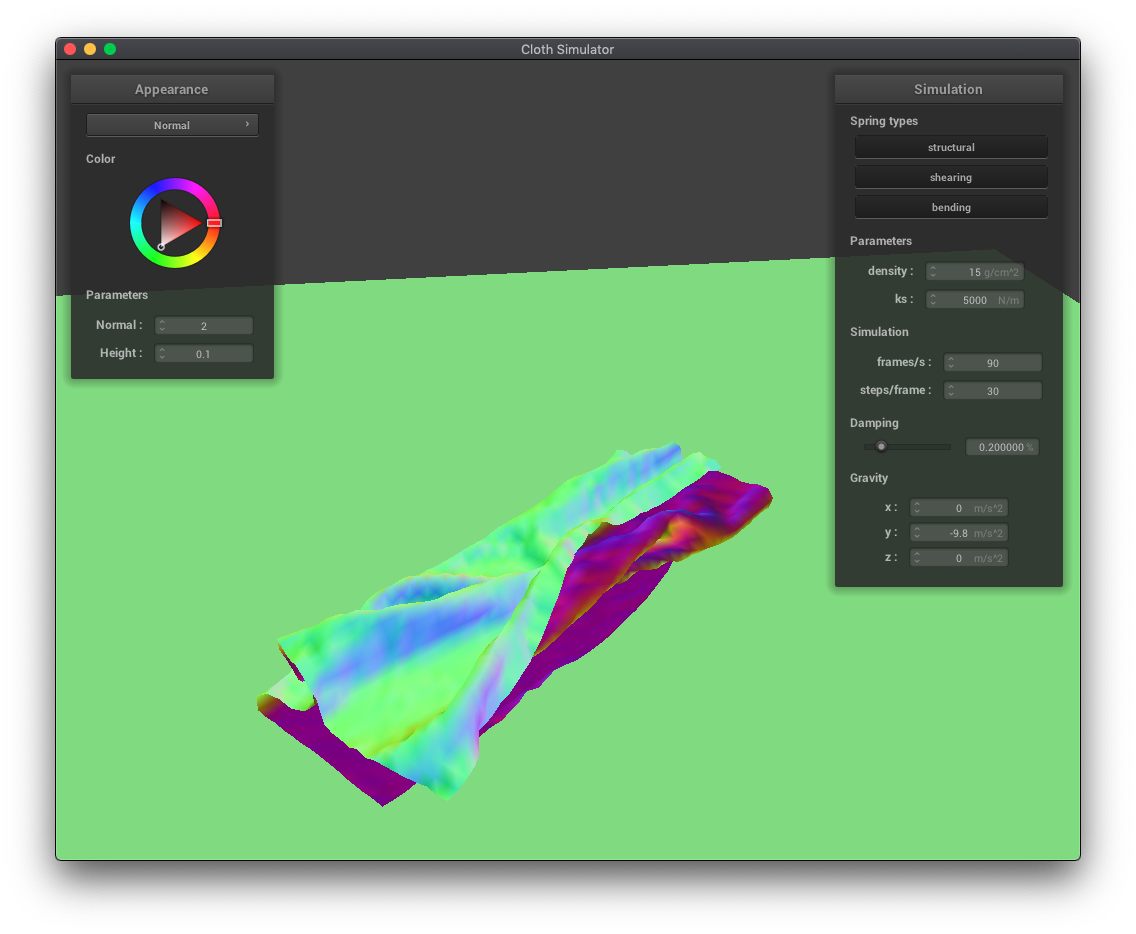 Cloth Simulator
Appearance
Normal
Color
Parameters
Normal : 2
Height : 0.1
Simulation
Spring types
structural
shearing
bending
Parameters
density : 15 g/cm^2
ks : 5000 N/m
Simulation
frames/s : 90
steps/frame : 30
Damping
0.200000 %
Gravity
x : 0 m/s^2
y : -9.8 m/s^2
z : 0 m/s^2